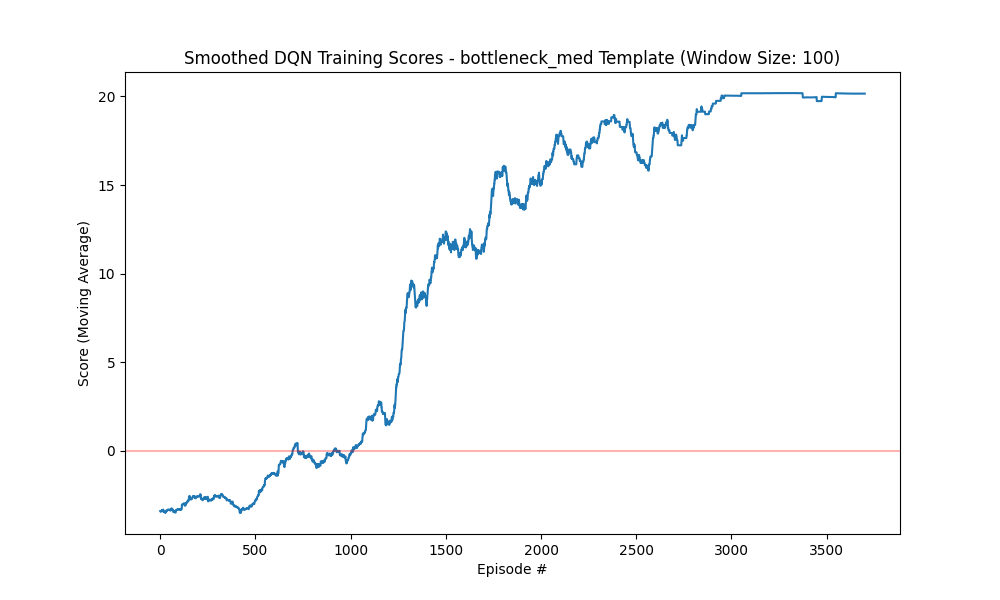 Smoothed DQN Training Scores - bottleneck_med Template (Window Size: 100)
20
15
10
5
0
Score (Moving Average)
0 500 1000 1500 2000 2500 3000 3500
Episode #